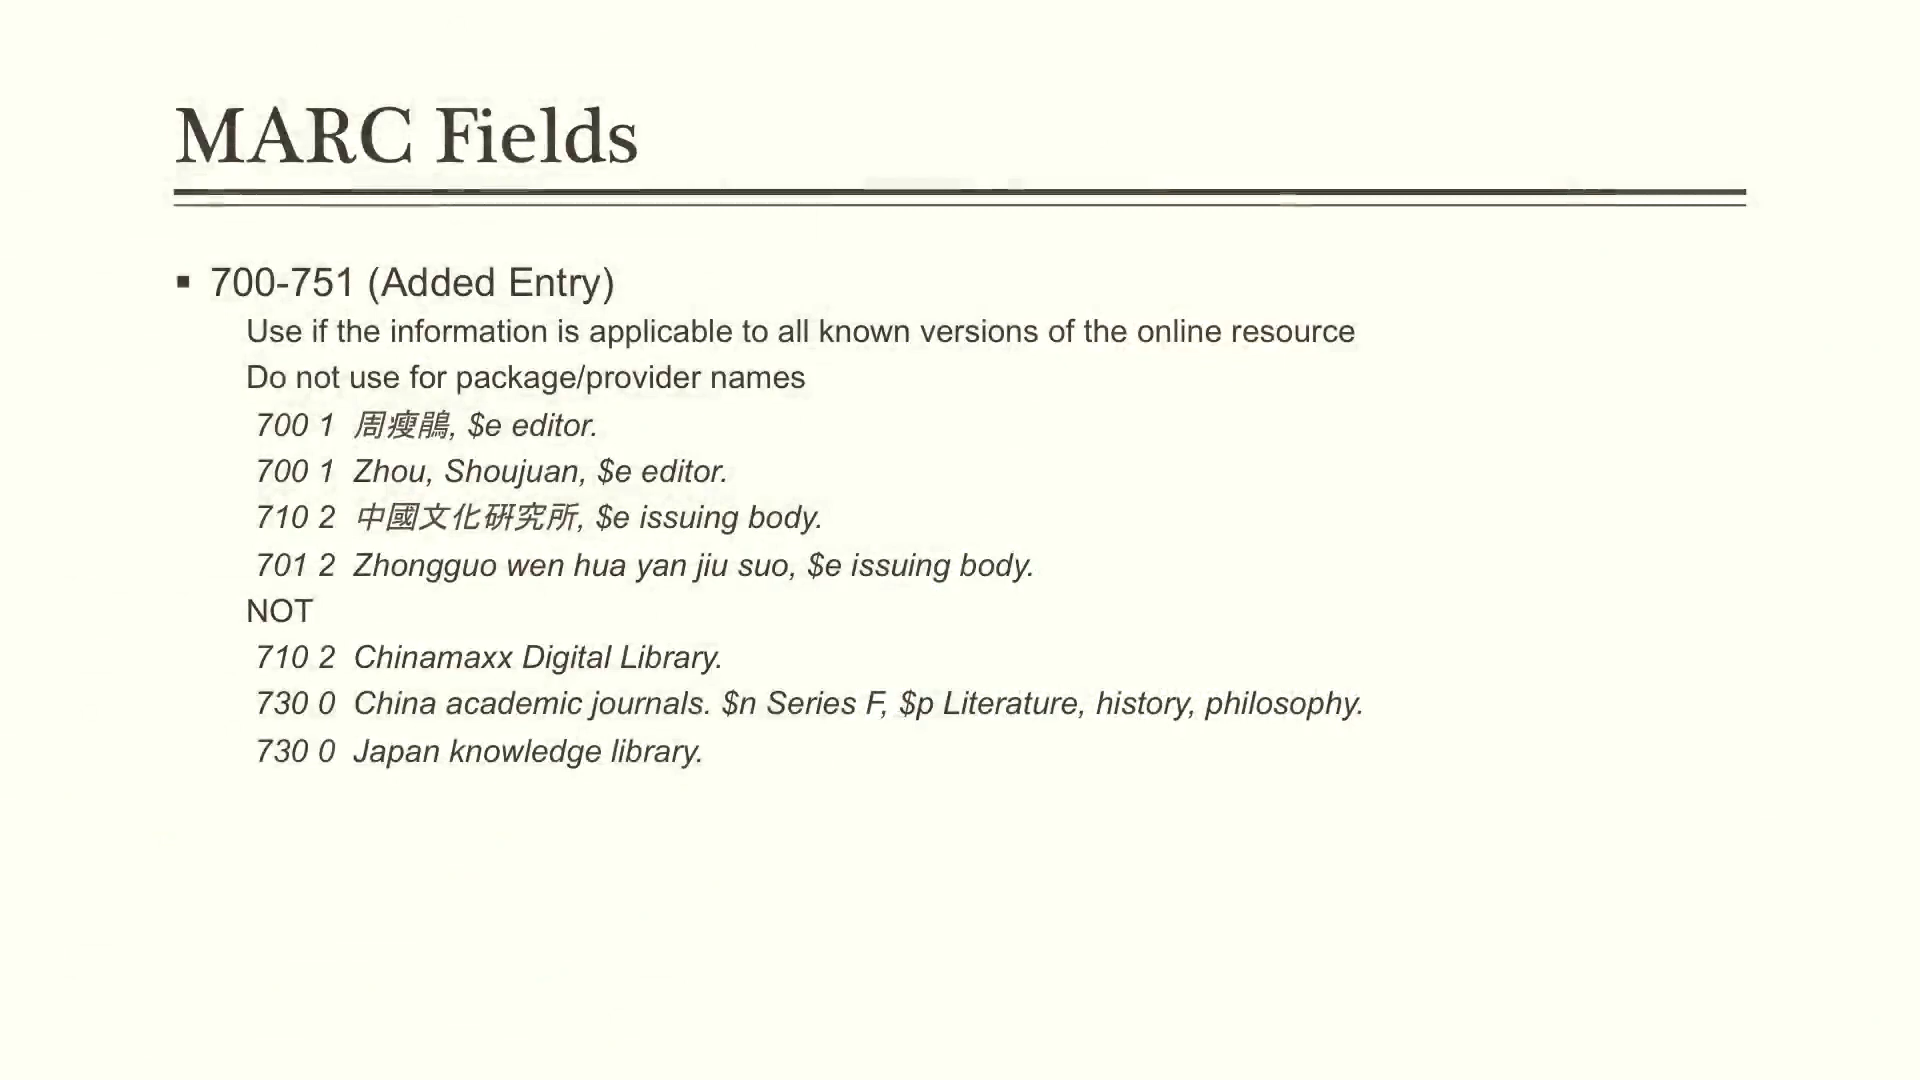 MARC Fields
▪ 700-751 (Added Entry)
Use if the information is applicable to all known versions of the online resource
Do not use for package/provider names
700 1 周瘦鵑, $e editor.
700 1 Zhou, Shoujuan, $e editor.
710 2 中國文化研究所, $e issuing body.
701 2 Zhongguo wen hua yan jiu suo, $e issuing body.
NOT
710 2 Chinamaxx Digital Library.
730 0 China academic journals. $n Series F, $p Literature, history, philosophy.
730 0 Japan knowledge library.